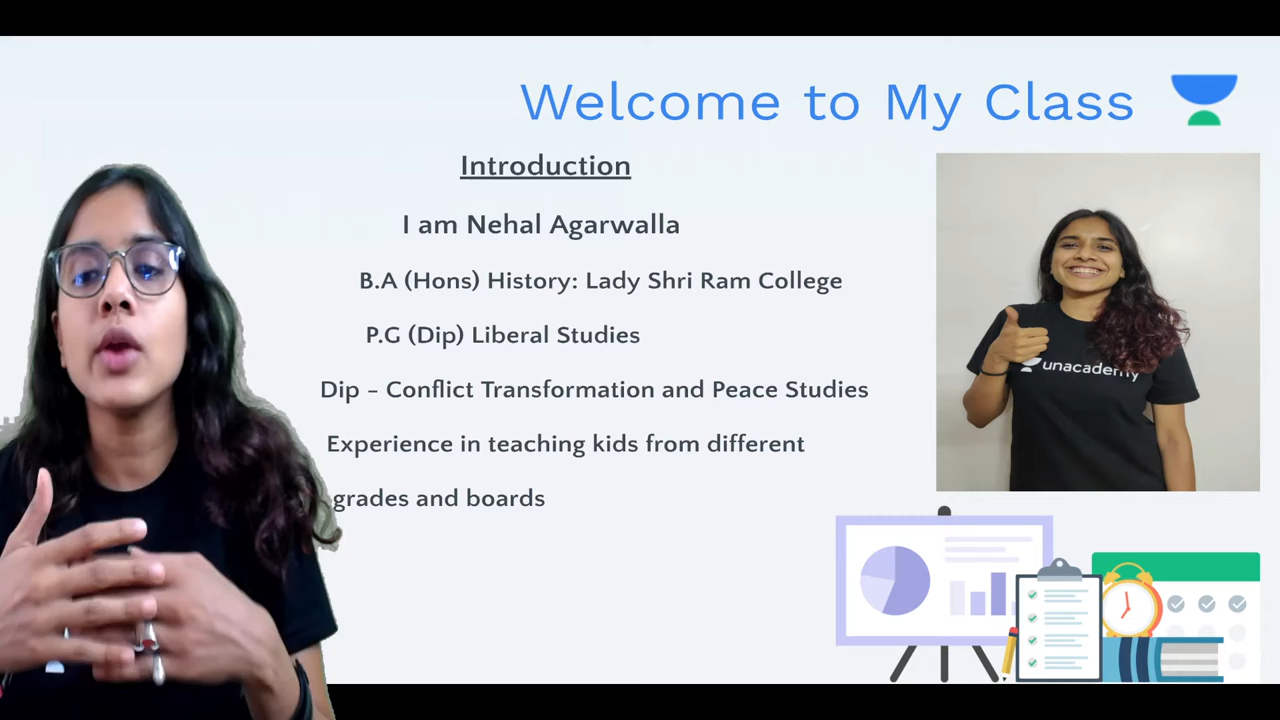 Welcome to My Class
Introduction
I am Nehal Agarwalla
B.A (Hons) History: Lady Shri Ram College
P.G (Dip) Liberal Studies
Dip - Conflict Transformation and Peace Studies
Experience in teaching kids from different
grades and boards
unacademy